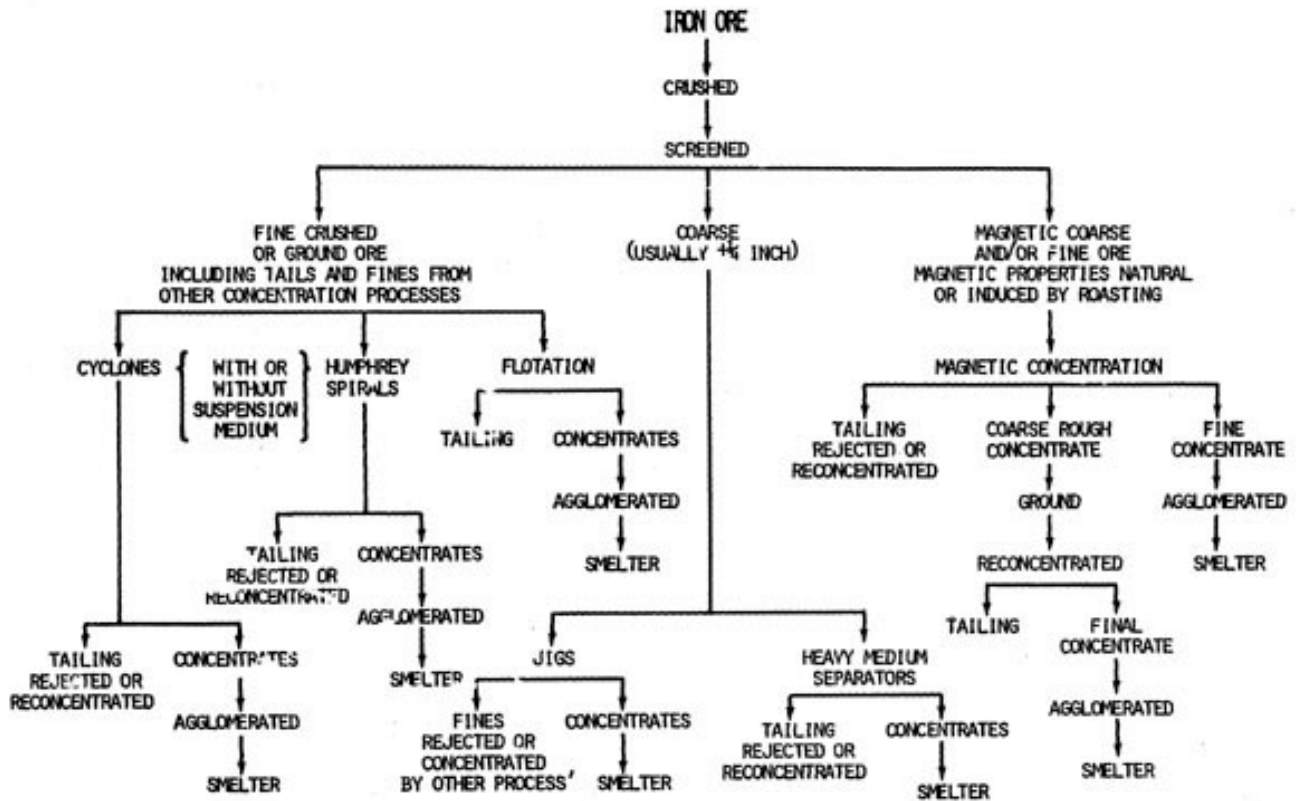 IRON ORE
CRUSHED
SCREENED
FINE CRUSHED
OR GROUND ORE
INCLUDING TAILS AND FINES FROM
OTHER CONCENTRATION PROCESSES
COARSE
(USUALLY INCH)
MAGNETIC COARSE
AND/OR FINE ORE
MAGNETIC PROPERTIES NATURAL
OR INDUCED BY ROASTING
CYCLONES
WITH OR
WITHOUT
SUSPENSION
MEDIUM
HUMPHREY
SPIRALS
FLOTATION
MAGNETIC CONCENTRATION
TAILING
CONCENTRATES
AGGLOMERATED
SMELTER
TAILING
REJECTED OR
RECONCENTRATED
COARSE ROUGH
CONCENTRATE
GROUND
RECONCENTRATED
FINE
CONCENTRATE
AGGLOMERATED
SMELTER
TAILING
REJECTED OR
RECONCENTRATED
CONCENTRATES
AGGLOMERATED
SMELTER
TAILING
FINAL
CONCENTRATE
AGGLOMERATED
SMELTER
TAILING
REJECTED OR
RECONCENTRATED
CONCENTRATES
AGGLOMERATED
SMELTER
JIGS
FINES
REJECTED OR
CONCENTRATED
BY OTHER PROCESS'
CONCENTRATES
SMELTER
HEAVY MEDIUM
SEPARATORS
TAILING
REJECTED OR
RECONCENTRATED
CONCENTRATES
SMELTER